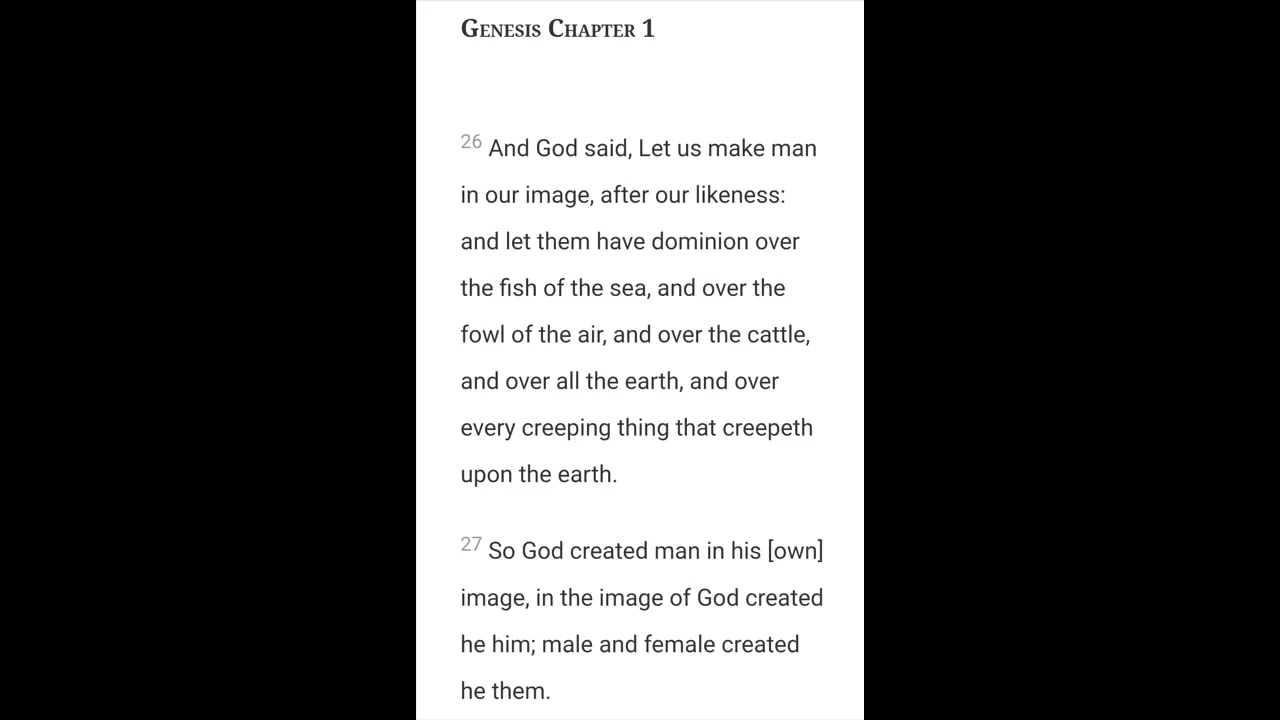 Genesis Chapter 1
26 And God said, Let us make man
in our image, after our likeness:
and let them have dominion over
the fish of the sea, and over the
fowl of the air, and over the cattle,
and over all the earth, and over
every creeping thing that creepeth
upon the earth.
27 So God created man in his [own]
image, in the image of God created
he him; male and female created
he them.